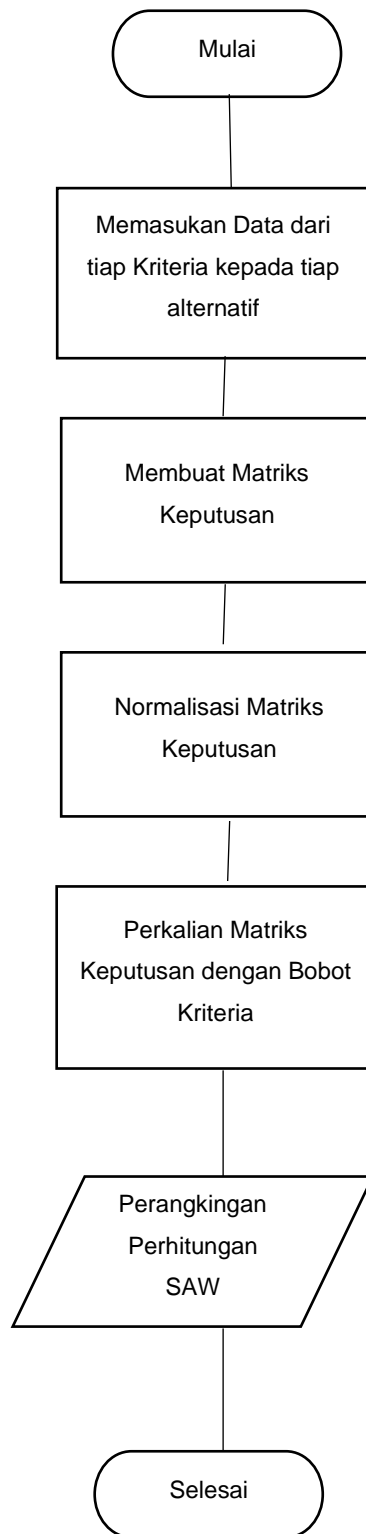 Mulai
Memasukan Data dari
tiap Kriteria kepada tiap
alternatif
Membuat Matriks
Keputusan
Normalisasi Matriks
Keputusan
Perkalian Matriks
Keputusan dengan Bobot
Kriteria
Perangkingan
Perhitungan
SAW
Selesai